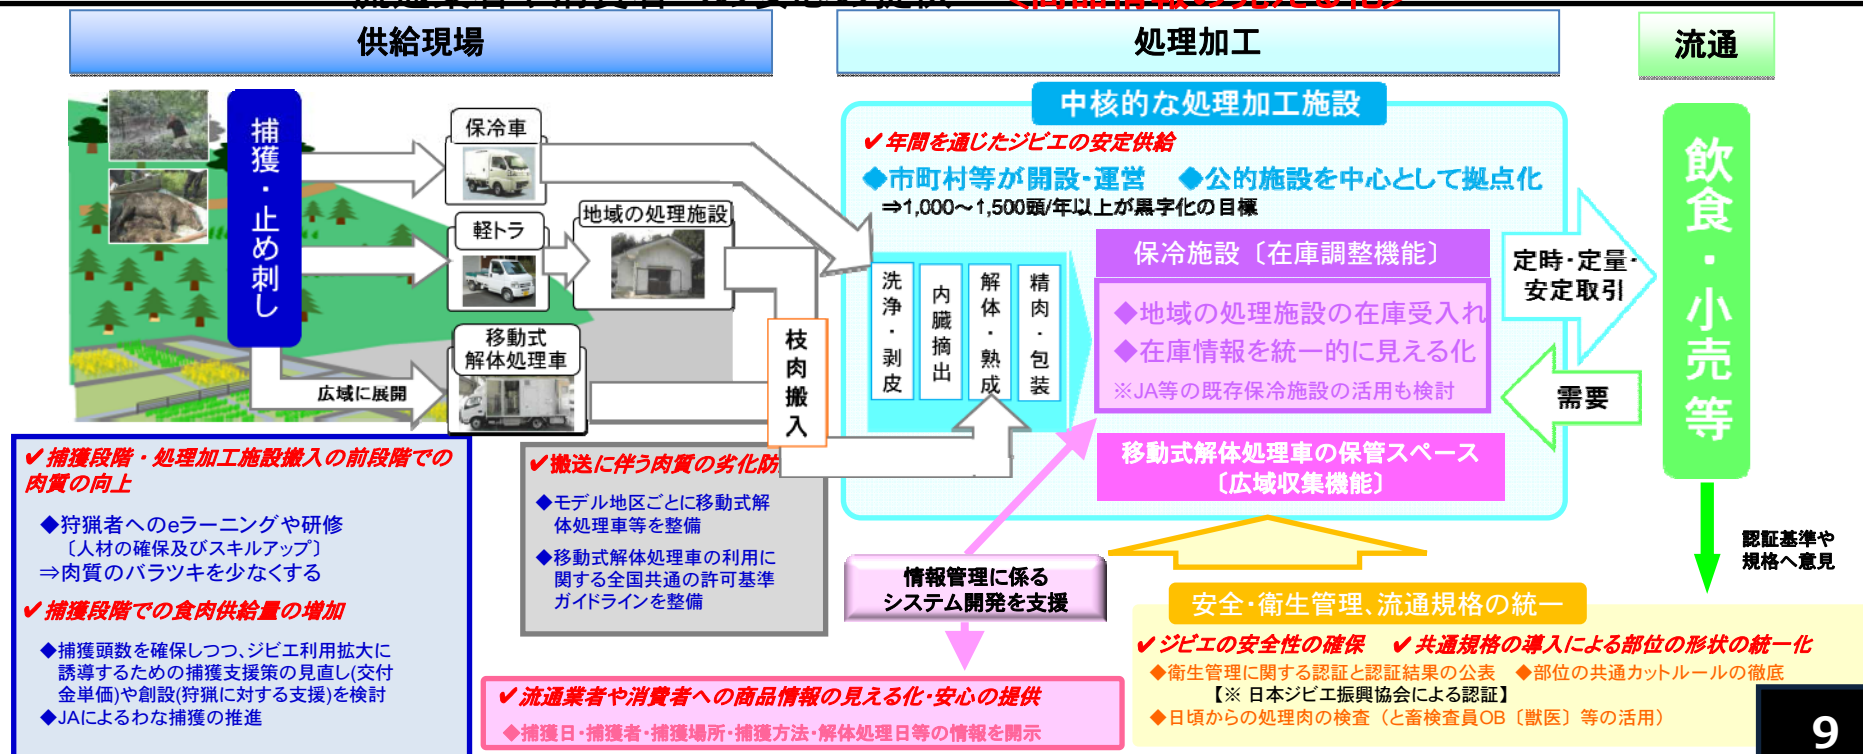 供給現場
処理加工
流通
捕獲・止め刺し
保冷車
軽トラ
地域の処理施設
移動式
解体処理車
広域に展開
枝肉搬入
中核的な処理加工施設
✔年間を通じたジビエの安定供給
◆市町村等が開設・運営 ◆公的施設を中心として拠点化
⇒1,000～1,500頭/年以上が黒字化の目標
洗浄・剥皮
内臓摘出
解体・熟成
精肉・包装
保冷施設〔在庫調整機能〕
◆地域の処理施設の在庫受入れ
◆在庫情報を統一的に見える化
※JA等の既存保冷施設の活用も検討
移動式解体処理車の保管スペース
〔広域収集機能〕
定時・定量・
安定取引
需要
飲食・小売等
認証基準や
規格へ意見
✔捕獲段階・処理加工施設搬入の前段階での
肉質の向上
◆狩猟者へのeラーニングや研修
〔人材の確保及びスキルアップ〕
⇒肉質のバラツキを少なくする
✔捕獲段階での食肉供給量の増加
◆捕獲頭数を確保しつつ、ジビエ利用拡大に
誘導するための捕獲支援策の見直し(交付
金単価)や創設(狩猟に対する支援)を検討
◆JAによるわな捕獲の推進
✔搬送に伴う肉質の劣化防
◆モデル地区ごとに移動式解
体処理車等を整備
◆移動式解体処理車の利用に
関する全国共通の許可基準
ガイドラインを整備
情報管理に係る
システム開発を支援
✔流通業者や消費者への商品情報の見える化・安心の提供
◆捕獲日・捕獲者・捕獲場所・捕獲方法・解体処理日等の情報を開示
安全・衛生管理、流通規格の統一
✔ジビエの安全性の確保 ✔共通規格の導入による部位の形状の統一化
◆衛生管理に関する認証と認証結果の公表 ◆部位の共通カットルールの徹底
【※ 日本ジビエ振興協会による認証】
◆日頃からの処理肉の検査（と畜検査員OB〔獣医〕等の活用）
9